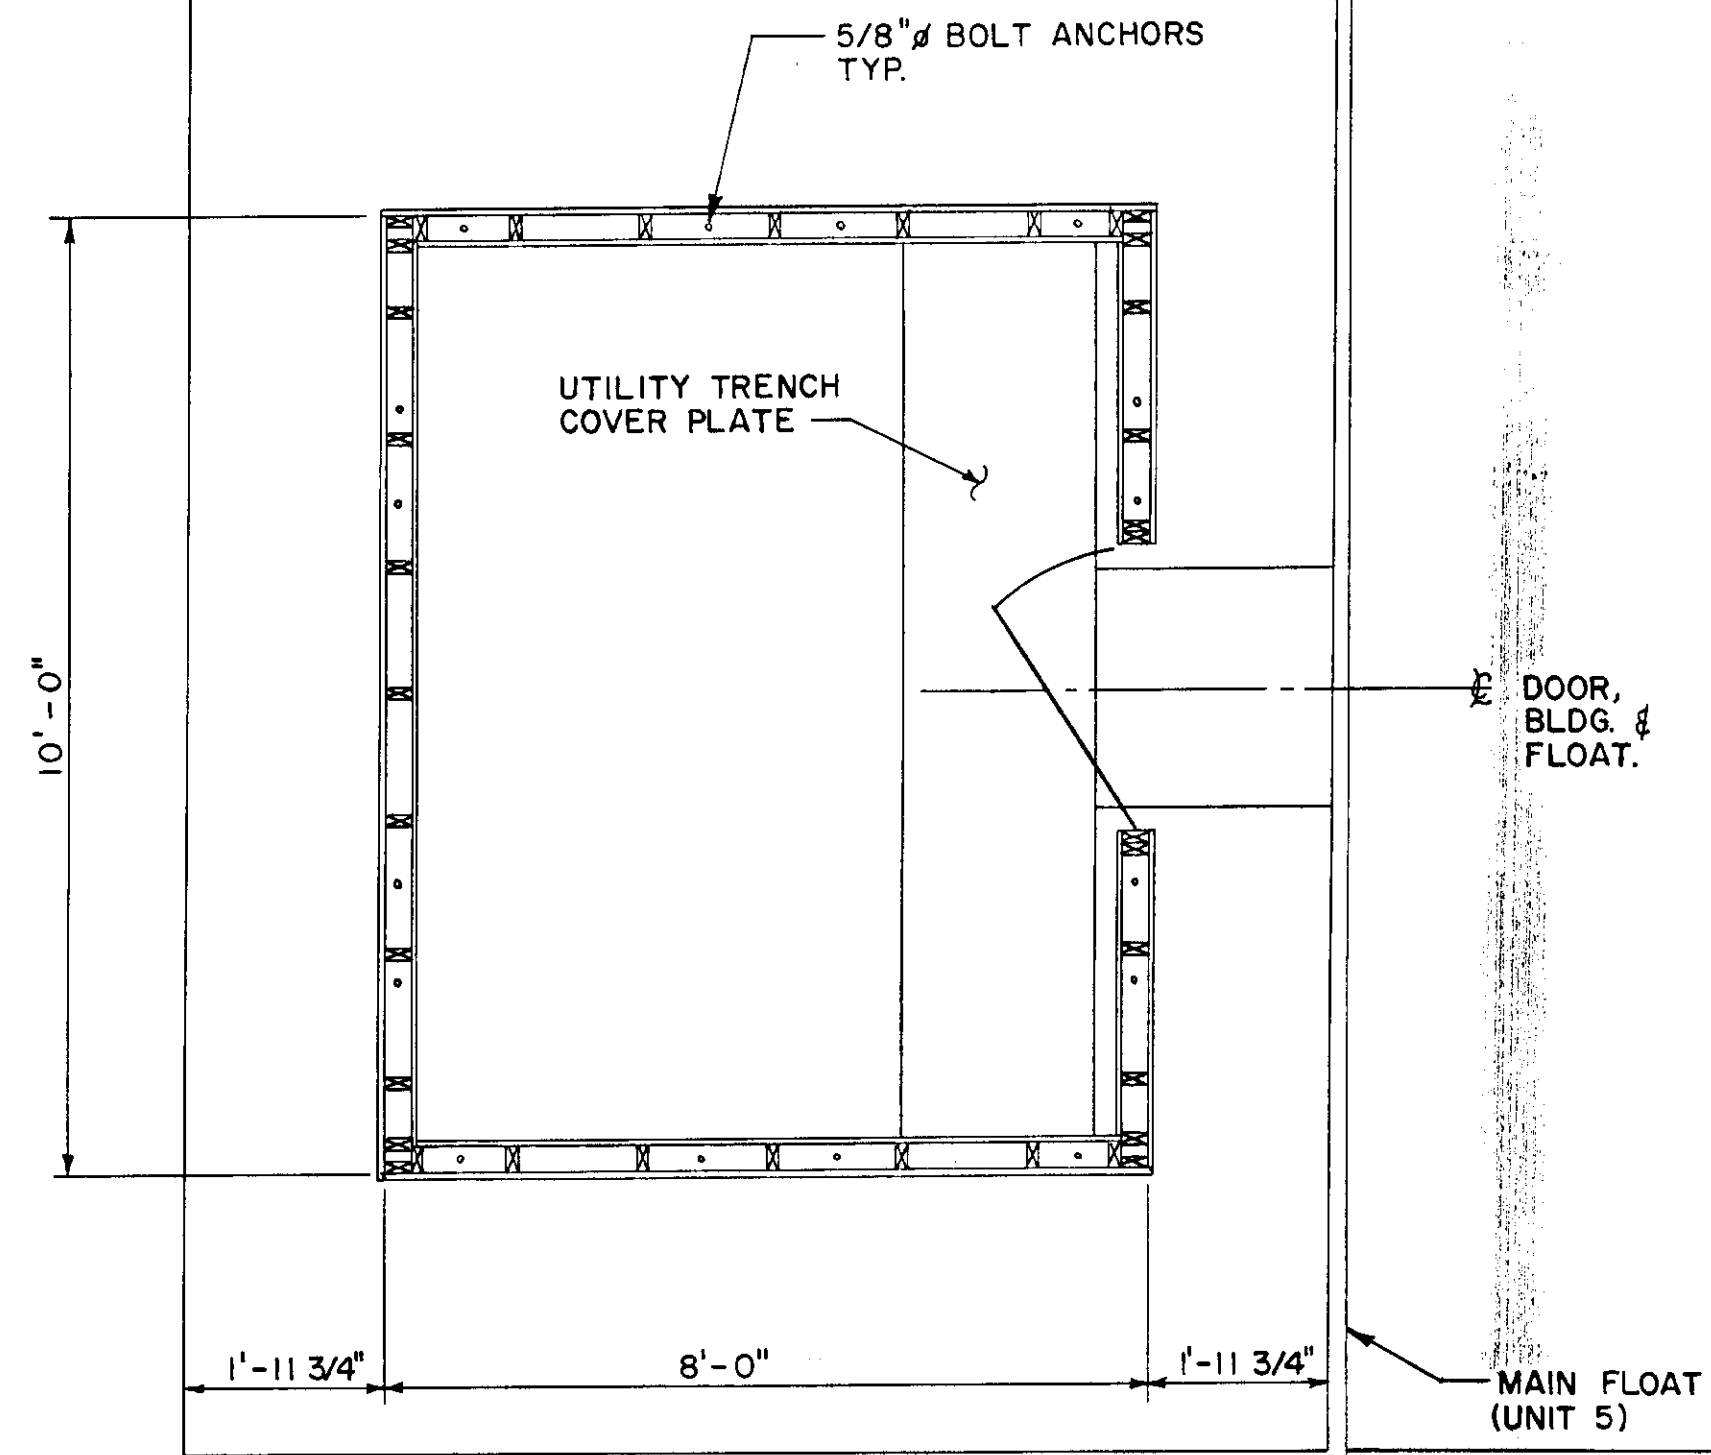 5/8"ø BOLT ANCHORS
TYP.
UTILITY TRENCH
COVER PLATE
10'-0"
℄ DOOR,
BLDG. &
FLOAT.
1'-11 3/4"
8'-0"
1'-11 3/4"
MAIN FLOAT
(UNIT 5)